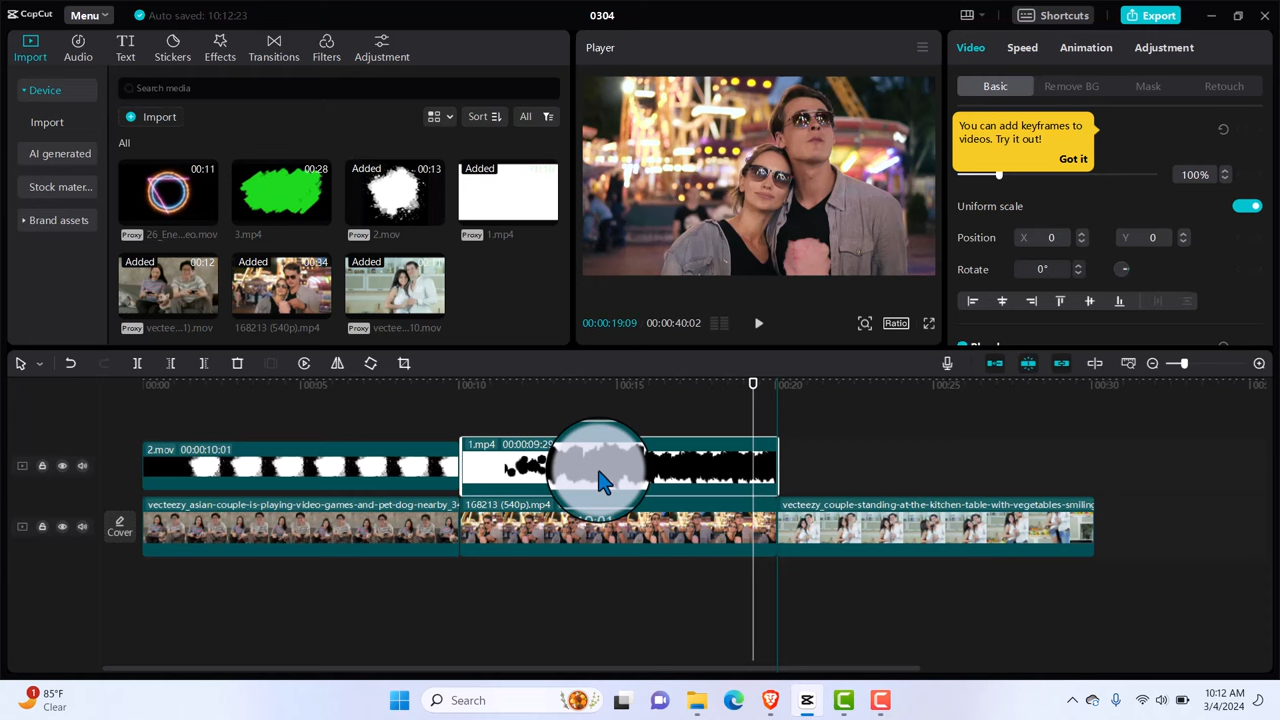 CapCut
Menu
Auto saved: 10:12:23
0304
Shortcuts
Export
Import
Audio
Text
Stickers
Effects
Transitions
Filters
Adjustment
Device
Import
AI generated
Stock mater...
Brand assets
Search media
Import
Sort
All
All
00:11
00:28
Added
00:13
Added
Proxy
26_Ene...eo.mov
3.mp4
Proxy
2.mov
Proxy
1.mp4
Added
00:12
Added
00:34
Added
Proxy
vectee...1).mov
168213 (540p).mp4
Proxy
vectee...10.mov
Player
00:00:19:09
00:00:40:02
Ratio
Video
Speed
Animation
Adjustment
Basic
Remove BG
Mask
Retouch
You can add keyframes to
videos. Try it out!
Got it
100%
Uniform scale
Position
X
0
Y
0
Rotate
0°
00:00
00:05
00:10
00:15
00:20
00:25
00:30
2.mov 00:00:10:01
1.mp4 00:00:09:29
Cover
vecteezy_asian-couple-is-playing-video-games-and-pet-dog-nearby_34
168213 (540p).mp4
vecteezy_couple-standing-at-the-kitchen-table-with-vegetables-smiling
1
85°F
Clear
Search
10:12 AM
3/4/2024